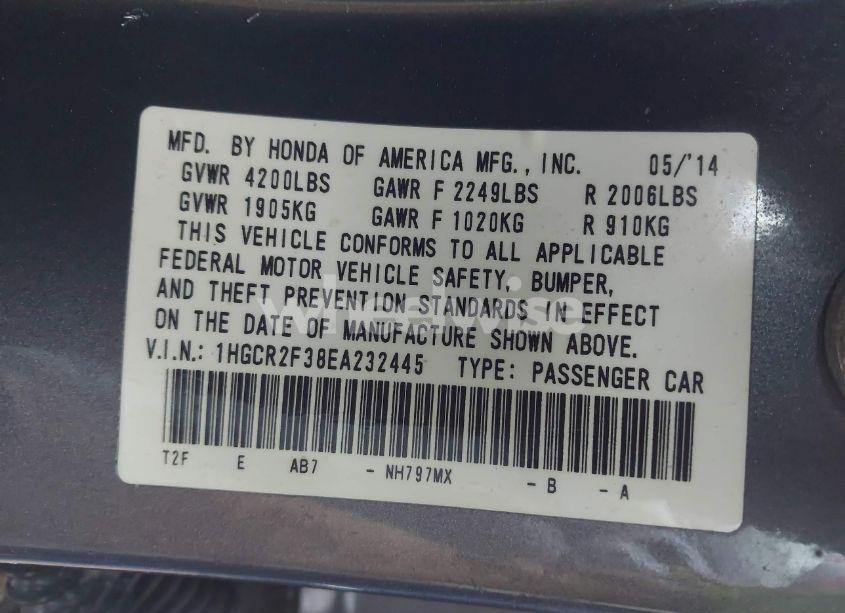 MFD. BY HONDA OF AMERICA MFG., INC. 05/'14
GVWR 4200LBS GAWR F 2249LBS R 2006LBS
GVWR 1905KG GAWR F 1020KG R 910KG
THIS VEHICLE CONFORMS TO ALL APPLICABLE
FEDERAL MOTOR VEHICLE SAFETY, BUMPER,
AND THEFT PREVENTION STANDARDS IN EFFECT
ON THE DATE OF MANUFACTURE SHOWN ABOVE.
wheelwise
V.I.N.: 1HGCR2F38EA232445 TYPE: PASSENGER CAR
T2F E AB7 - NH797MX - B - A